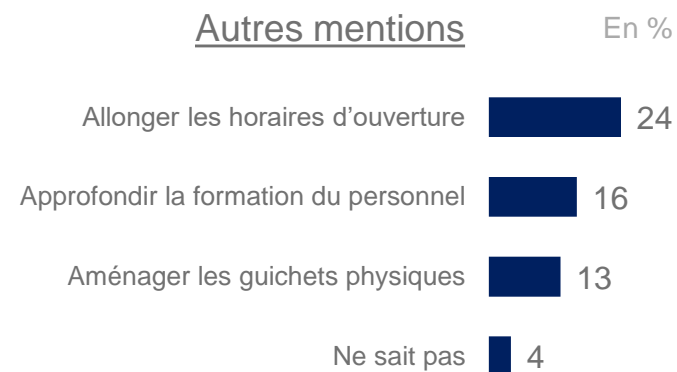 Autres mentions En %
Allonger les horaires d’ouverture 24
Approfondir la formation du personnel 16
Aménager les guichets physiques 13
Ne sait pas 4